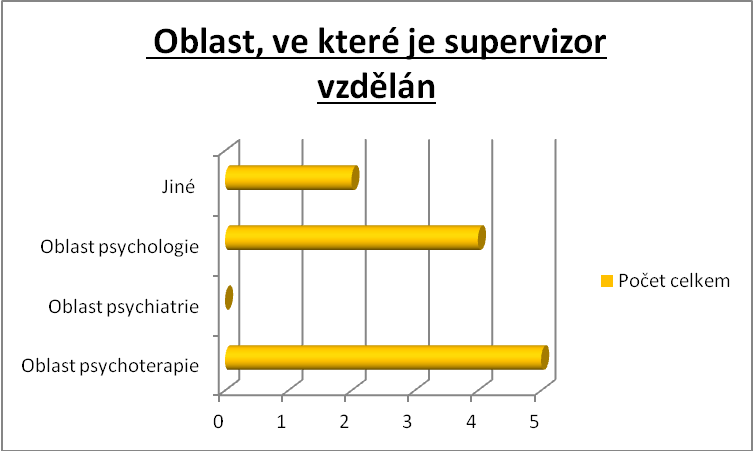 Oblast, ve které je supervizor
vzdělán
Jiné
Oblast psychologie
Oblast psychiatrie
Oblast psychoterapie
0 1 2 3 4 5
Počet celkem